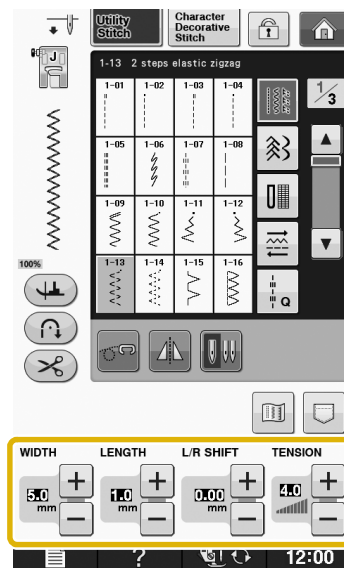 Utility
Stitch
Character
Decorative
Stitch
J
1-13 2 steps elastic zigzag
1-01 1-02 1-03 1-04
1/3
1-05 1-06 1-07 1-08
1-09 1-10 1-11 1-12
1-13 1-14 1-15 1-16
Q
100%
WIDTH LENGTH L/R SHIFT TENSION
5.0 1.0 0.00 4.0
mm mm mm
+ + + +
− − − −
? 12:00